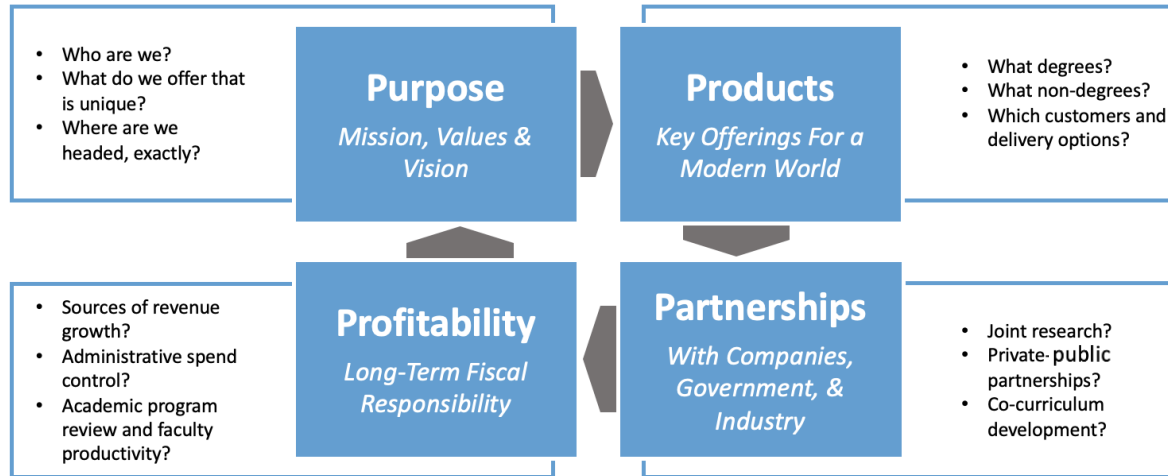 • Who are we?
• What do we offer that
is unique?
• Where are we
headed, exactly?
Purpose
Mission, Values &
Vision
Products
Key Offerings For a
Modern World
• What degrees?
• What non-degrees?
• Which customers and
delivery options?
• Sources of revenue
growth?
• Administrative spend
control?
• Academic program
review and faculty
productivity?
Profitability
Long-Term Fiscal
Responsibility
Partnerships
With Companies,
Government, &
Industry
• Joint research?
• Private-public
partnerships?
• Co-curriculum
development?